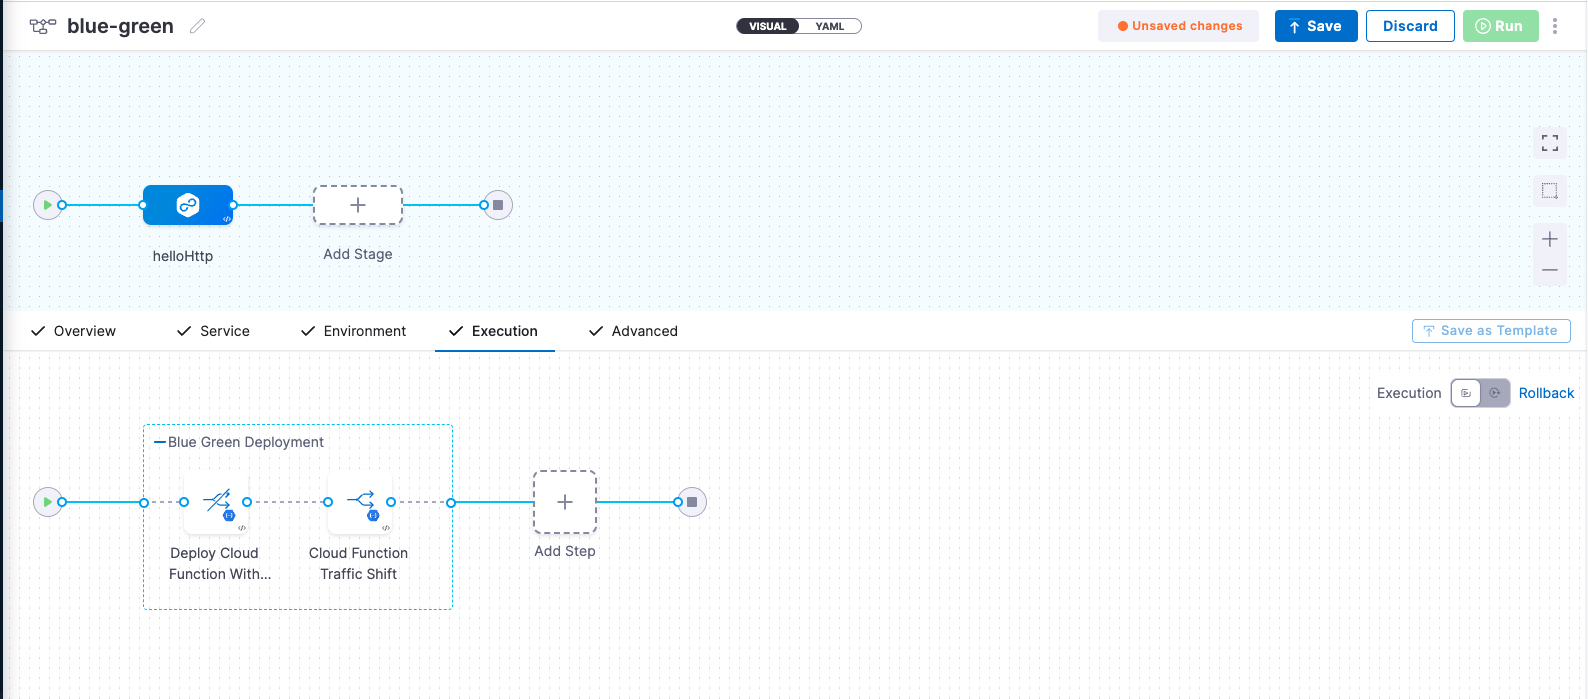 blue-green
VISUAL
YAML
Unsaved changes
Save
Discard
Run
helloHttp
Add Stage
Overview
Service
Environment
Execution
Advanced
Save as Template
Execution
Rollback
Blue Green Deployment
Deploy Cloud
Function With...
Cloud Function
Traffic Shift
Add Step